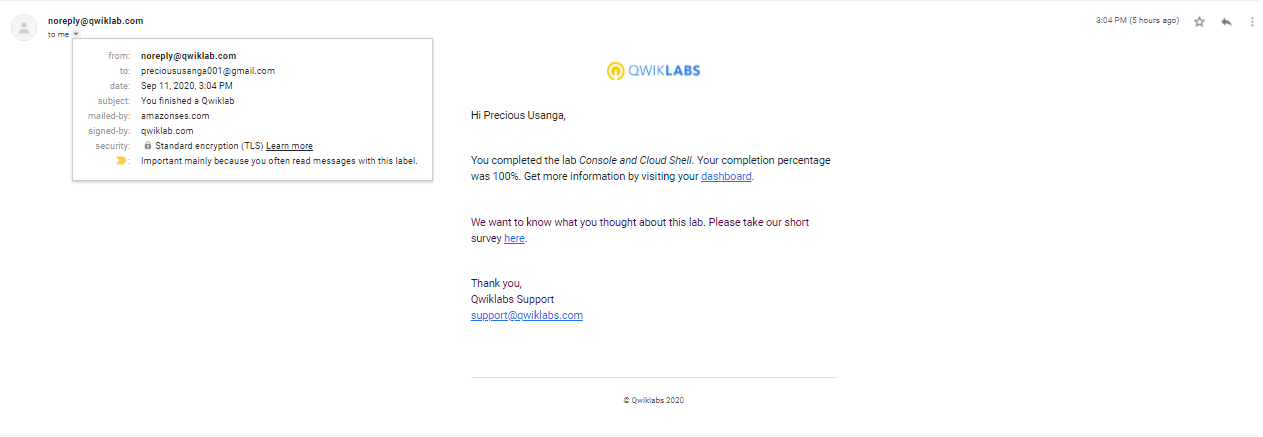 noreply@qwiklab.com
3:04 PM (5 hours ago)
to me
from: noreply@qwiklab.com
to: precioususanga001@gmail.com
date: Sep 11, 2020, 3:04 PM
subject: You finished a Qwiklab
mailed-by: amazonses.com
signed-by: qwiklab.com
security: Standard encryption (TLS) Learn more
: Important mainly because you often read messages with this label.
QWIKLABS
Hi Precious Usanga,
You completed the lab Console and Cloud Shell. Your completion percentage
was 100%. Get more information by visiting your dashboard.
We want to know what you thought about this lab. Please take our short
survey here.
Thank you,
Qwiklabs Support
support@qwiklabs.com
© Qwiklabs 2020